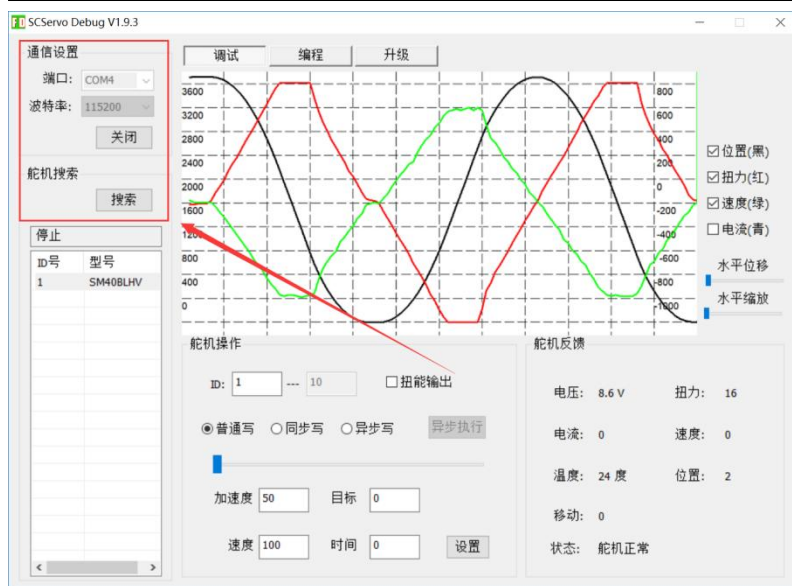 FD SCServo Debug V1.9.3
通信设置
端口: COM4
波特率: 115200
关闭
舵机搜索
搜索
停止
ID号 型号
1 SM40BLHV
调试 编程 升级
3600 800
3200 600
2800 400
2400 200
2000 0
1600 -200
1200 -400
800 -600
400 -800
0 -1000
位置(黑)
扭力(红)
速度(绿)
电流(青)
水平位移
水平缩放
舵机操作
ID: 1 --- 10 扭能输出
普通写 同步写 异步写 异步执行
加速度 50 目标 0
速度 100 时间 0 设置
舵机反馈
电压: 8.6 V 扭力: 16
电流: 0 速度: 0
温度: 24 度 位置: 2
移动: 0
状态: 舵机正常